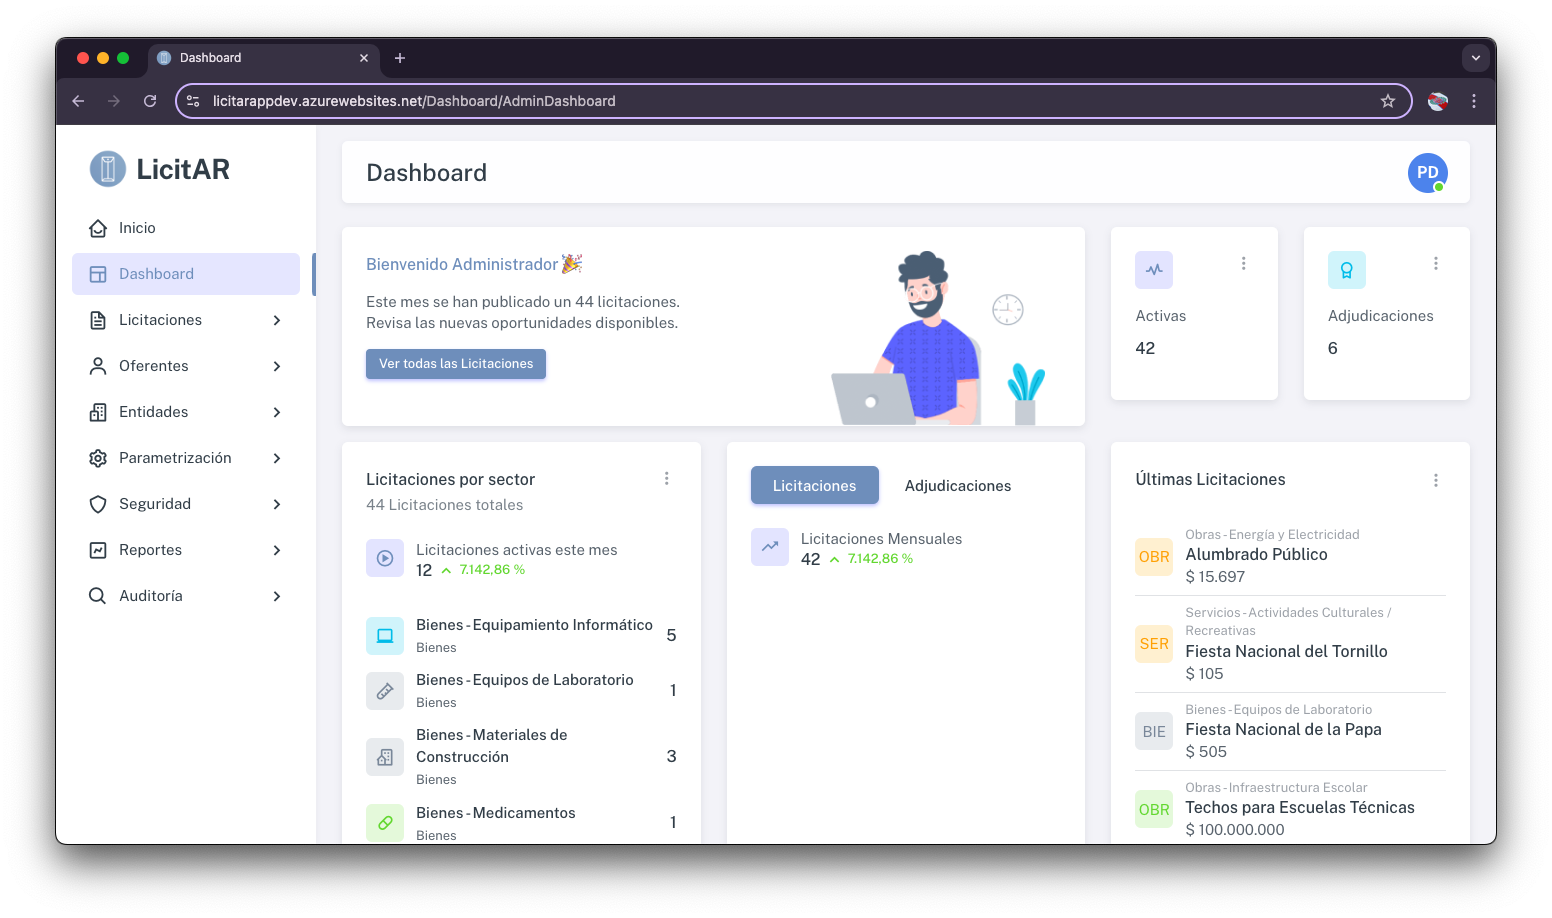 Dashboard
licitarappdev.azurewebsites.net/Dashboard/AdminDashboard
LicitAR
Inicio
Dashboard
Licitaciones
Oferentes
Entidades
Parametrización
Seguridad
Reportes
Auditoría
Dashboard
PD
Bienvenido Administrador 🎉
Este mes se han publicado un 44 licitaciones.
Revisa las nuevas oportunidades disponibles.
Ver todas las Licitaciones
Activas
42
Adjudicaciones
6
Licitaciones por sector
44 Licitaciones totales
Licitaciones activas este mes
12 7.142,86 %
Bienes - Equipamiento Informático
Bienes
5
Bienes - Equipos de Laboratorio
Bienes
1
Bienes - Materiales de
Construcción
Bienes
3
Bienes - Medicamentos
Bienes
1
Licitaciones
Adjudicaciones
Licitaciones Mensuales
42 7.142,86 %
Últimas Licitaciones
OBR
Obras - Energía y Electricidad
Alumbrado Público
$ 15.697
SER
Servicios - Actividades Culturales /
Recreativas
Fiesta Nacional del Tornillo
$ 105
BIE
Bienes - Equipos de Laboratorio
Fiesta Nacional de la Papa
$ 505
OBR
Obras - Infraestructura Escolar
Techos para Escuelas Técnicas
$ 100.000.000